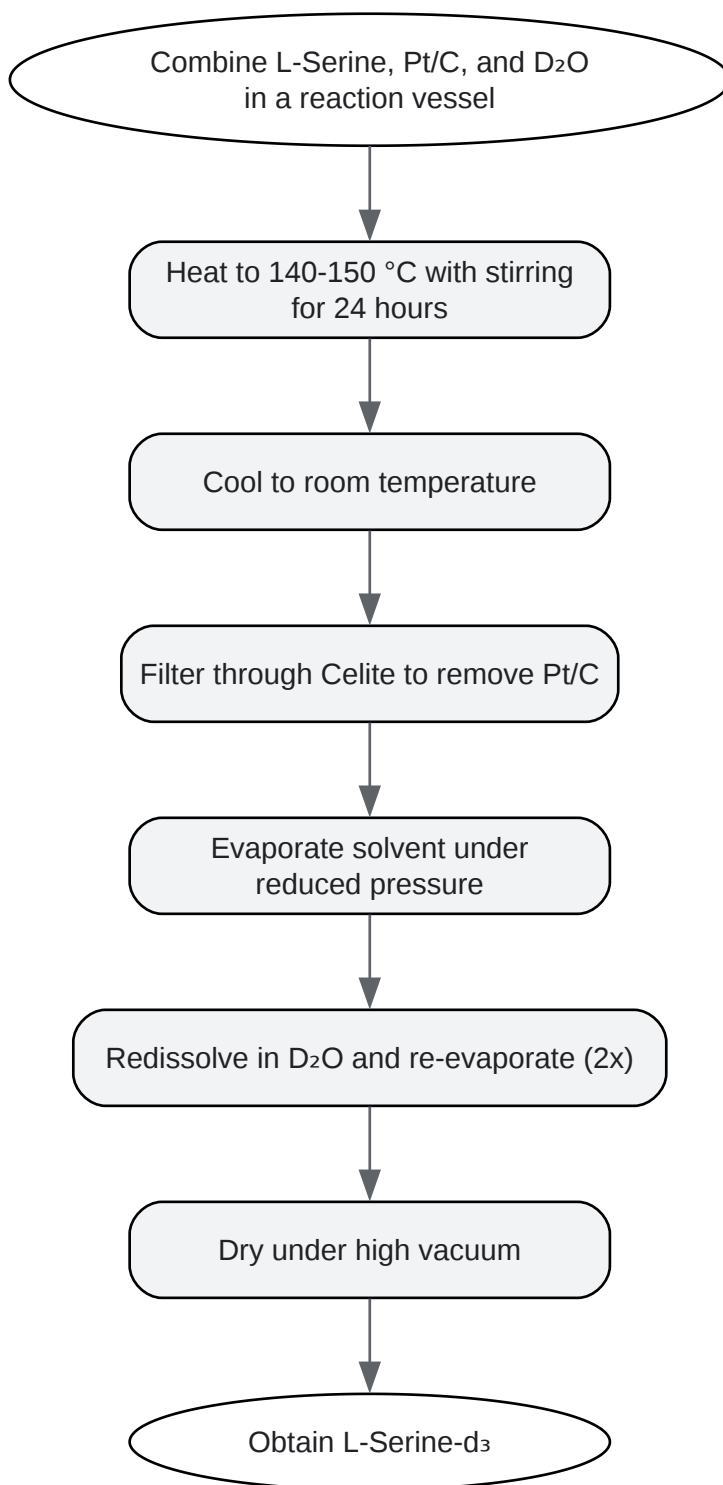 Combine L-Serine, Pt/C, and D₂O
in a reaction vessel
Heat to 140-150 °C with stirring
for 24 hours
Cool to room temperature
Filter through Celite to remove Pt/C
Evaporate solvent under
reduced pressure
Redissolve in D₂O and re-evaporate (2x)
Dry under high vacuum
Obtain L-Serine-d₃